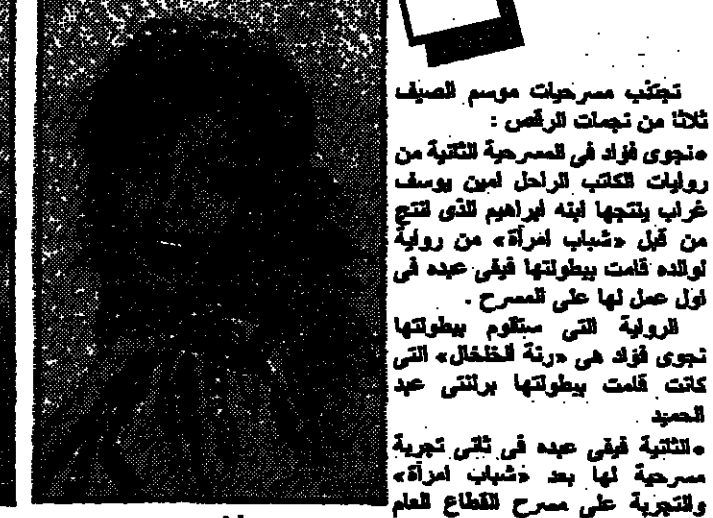 تجتذب مسرحيات موسم الصيف
ثلاثا من نجمات الرقص :
●نجوى فؤاد فى المسرحية الثانية من
روايات الكاتب الراحل امين يوسف
غراب ينتجها ابنه ابراهيم الذى انتج
من قبل «شباب امرأة» من رواية
لوالده قامت ببطولتها فيفى عبده فى
اول عمل لها على المسرح .
الرواية التى ستقوم ببطولتها
نجوى فؤاد هى «رنة الخلخال» التى
كانت قامت ببطولتها برلنتى عبد
الحميد
●الثانية فيفى عبده فى ثانى تجربة
مسرحية لها بعد «شباب امرأة»
والتجربة على مسرح القطاع العام